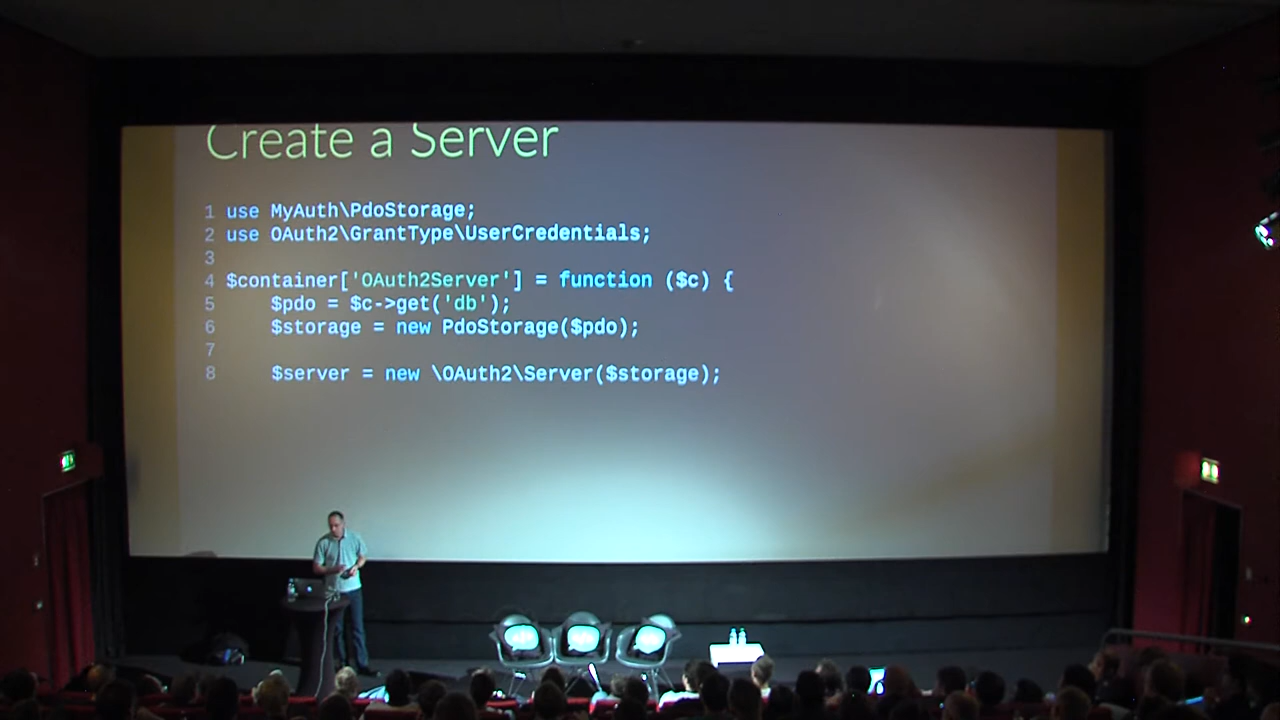 Create a Server
1 use MyAuth\PdoStorage;
2 use OAuth2\GrantType\UserCredentials;
3
4 $container['OAuth2Server'] = function ($c) {
5     $pdo = $c->get('db');
6     $storage = new PdoStorage($pdo);
7
8     $server = new \OAuth2\Server($storage);